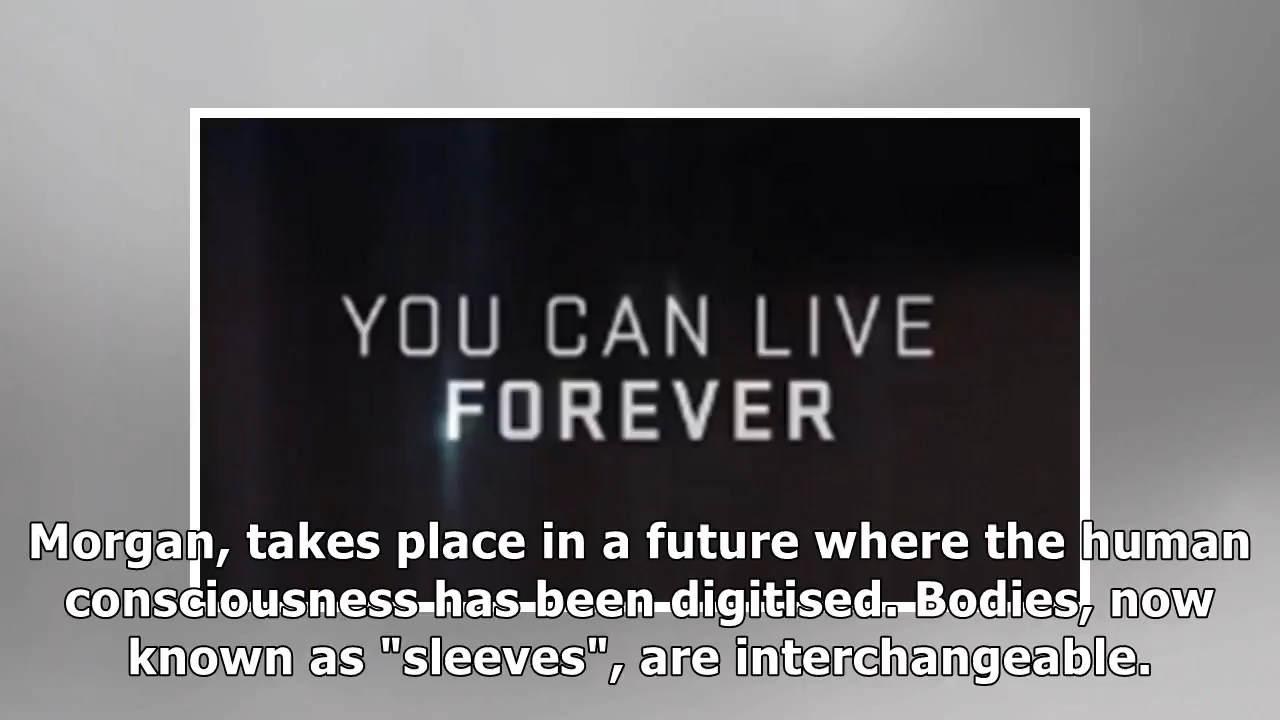 YOU CAN LIVE
FOREVER
Morgan, takes place in a future where the human
consciousness has been digitised. Bodies, now
known as "sleeves", are interchangeable.